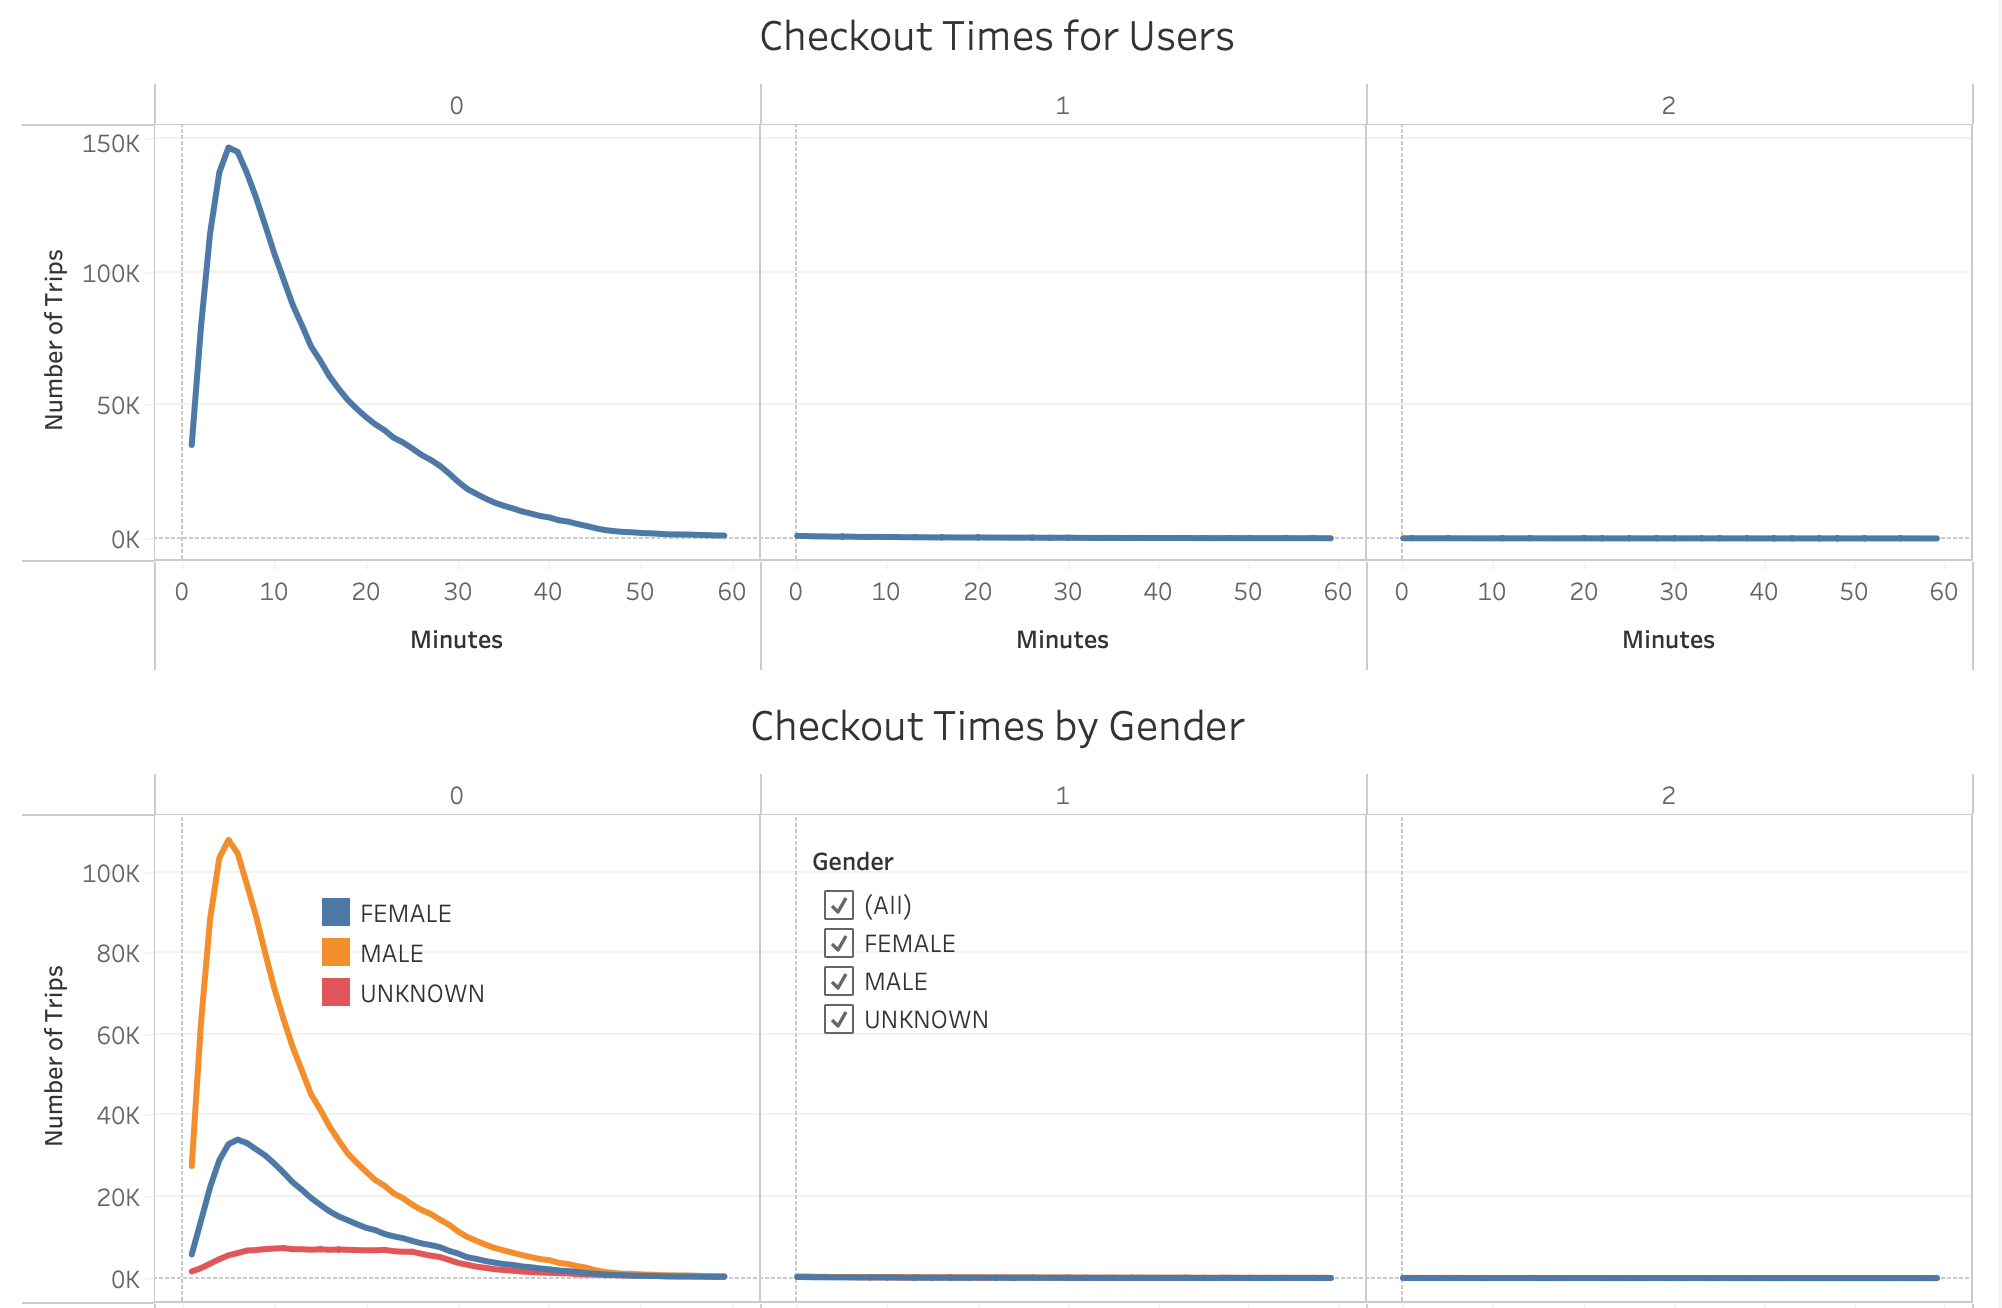 Checkout Times for Users
0 1 2
150K
100K
50K
0K
Number of Trips
0 10 20 30 40 50 60 0 10 20 30 40 50 60 0 10 20 30 40 50 60
Minutes Minutes Minutes
Checkout Times by Gender
0 1 2
100K
80K
60K
40K
20K
0K
Number of Trips
FEMALE
MALE
UNKNOWN
Gender
(All)
FEMALE
MALE
UNKNOWN